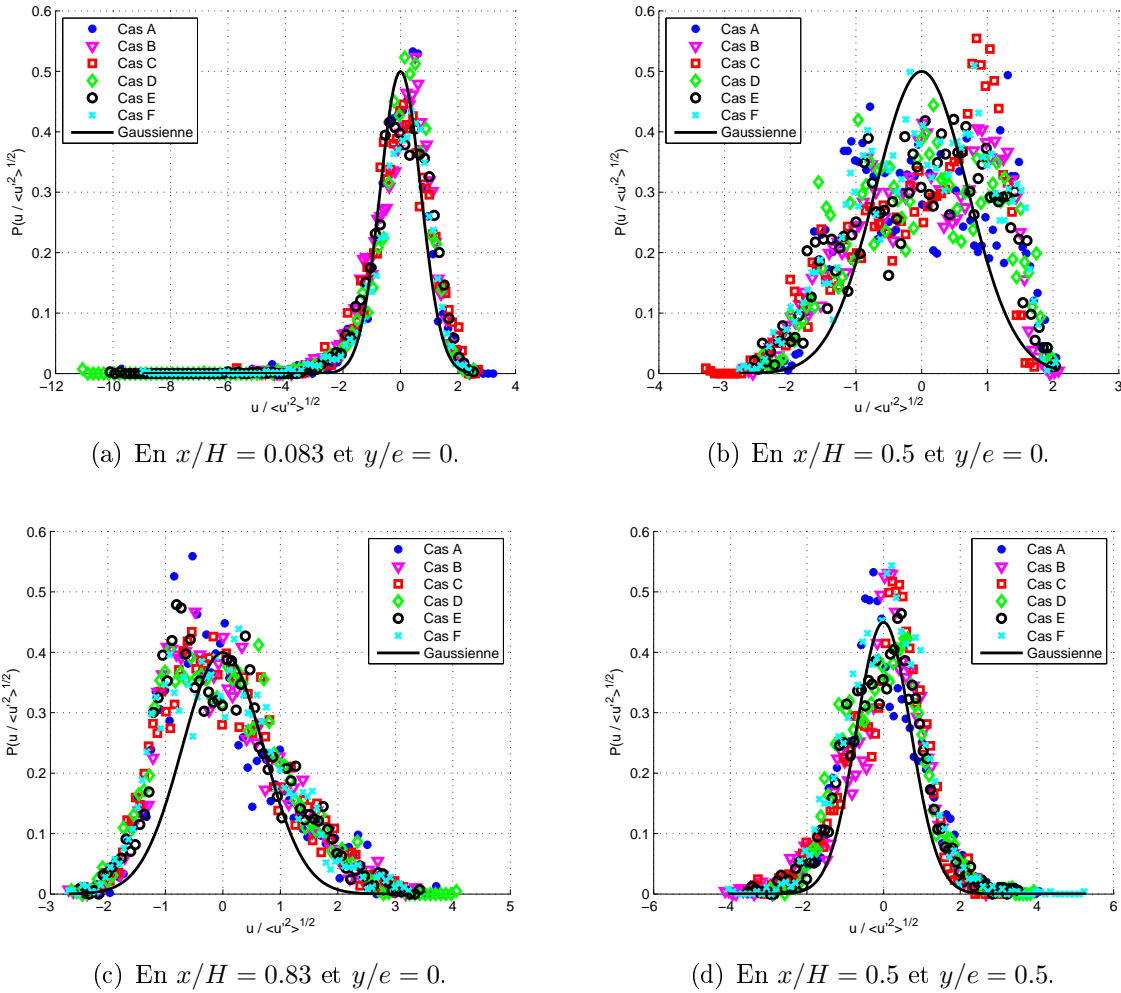 0.6
0.5
0.4
0.3
0.2
0.1
0
P(u / <u'²>^1/2)
Cas A
Cas B
Cas C
Cas D
Cas E
Cas F
Gaussienne
−12 −10 −8 −6 −4 −2 0 2 4
u / <u'²>^1/2
(a) En x/H = 0.083 et y/e = 0.
0.6
0.5
0.4
0.3
0.2
0.1
0
P(u / <u'²>^1/2)
Cas A
Cas B
Cas C
Cas D
Cas E
Cas F
Gaussienne
−4 −3 −2 −1 0 1 2 3
u / <u'²>^1/2
(b) En x/H = 0.5 et y/e = 0.
0.6
0.5
0.4
0.3
0.2
0.1
0
P(u / <u'²>^1/2)
Cas A
Cas B
Cas C
Cas D
Cas E
Cas F
Gaussienne
−3 −2 −1 0 1 2 3 4 5
u / <u'²>^1/2
(c) En x/H = 0.83 et y/e = 0.
0.6
0.5
0.4
0.3
0.2
0.1
0
P(u / <u'²>^1/2)
Cas A
Cas B
Cas C
Cas D
Cas E
Cas F
Gaussienne
−6 −4 −2 0 2 4 6
u / <u'²>^1/2
(d) En x/H = 0.5 et y/e = 0.5.